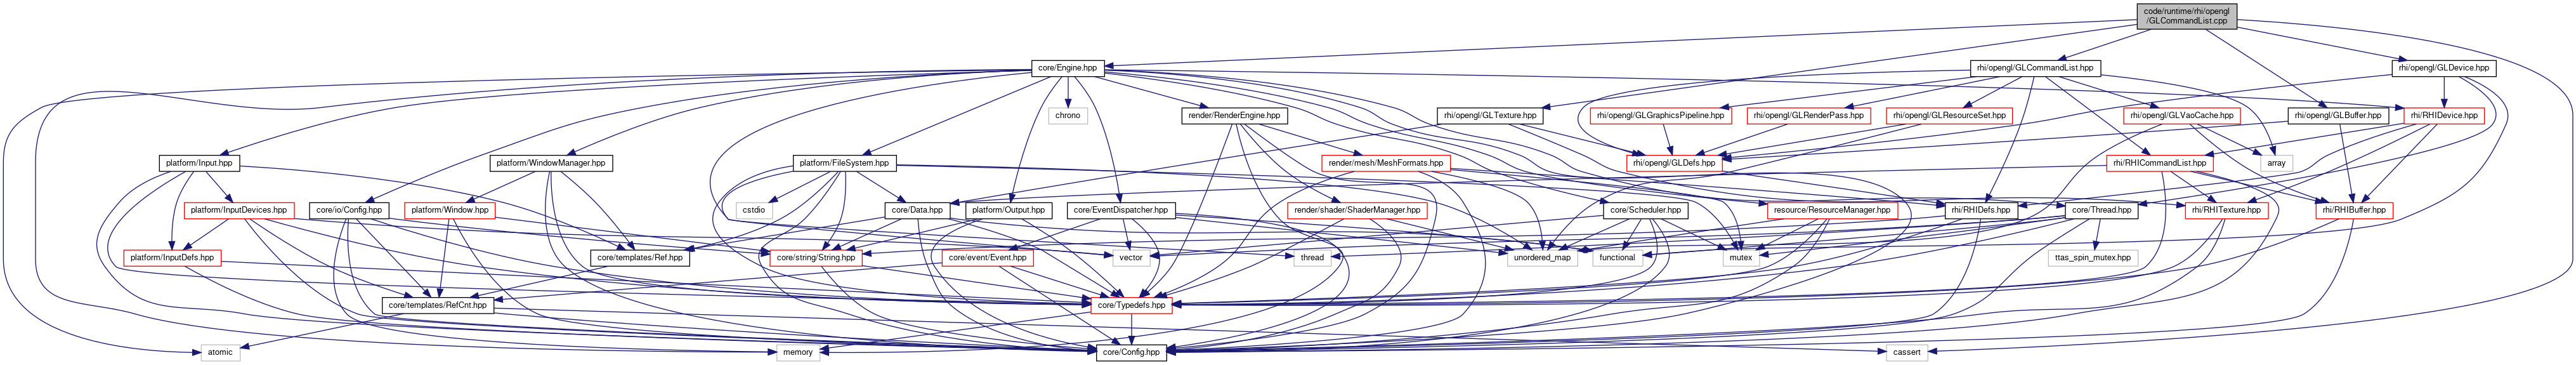 code/runtime/rhi/opengl
/GLCommandList.cpp
core/Engine.hpp
rhi/opengl/GLCommandList.hpp
rhi/opengl/GLDevice.hpp
chrono
render/RenderEngine.hpp
rhi/opengl/GLTexture.hpp
rhi/opengl/GLGraphicsPipeline.hpp
rhi/opengl/GLRenderPass.hpp
rhi/opengl/GLResourceSet.hpp
rhi/opengl/GLVaoCache.hpp
rhi/opengl/GLBuffer.hpp
rhi/RHIDevice.hpp
platform/Input.hpp
platform/WindowManager.hpp
platform/FileSystem.hpp
render/mesh/MeshFormats.hpp
rhi/opengl/GLDefs.hpp
rhi/RHICommandList.hpp
array
platform/InputDevices.hpp
core/io/Config.hpp
platform/Window.hpp
cstdio
core/Data.hpp
platform/Output.hpp
core/EventDispatcher.hpp
render/shader/ShaderManager.hpp
core/Scheduler.hpp
resource/ResourceManager.hpp
rhi/RHIDefs.hpp
core/Thread.hpp
rhi/RHITexture.hpp
rhi/RHIBuffer.hpp
platform/InputDefs.hpp
core/templates/Ref.hpp
core/string/String.hpp
core/event/Event.hpp
vector
thread
unordered_map
functional
mutex
ttas_spin_mutex.hpp
core/templates/RefCnt.hpp
core/Typedefs.hpp
atomic
memory
core/Config.hpp
cassert